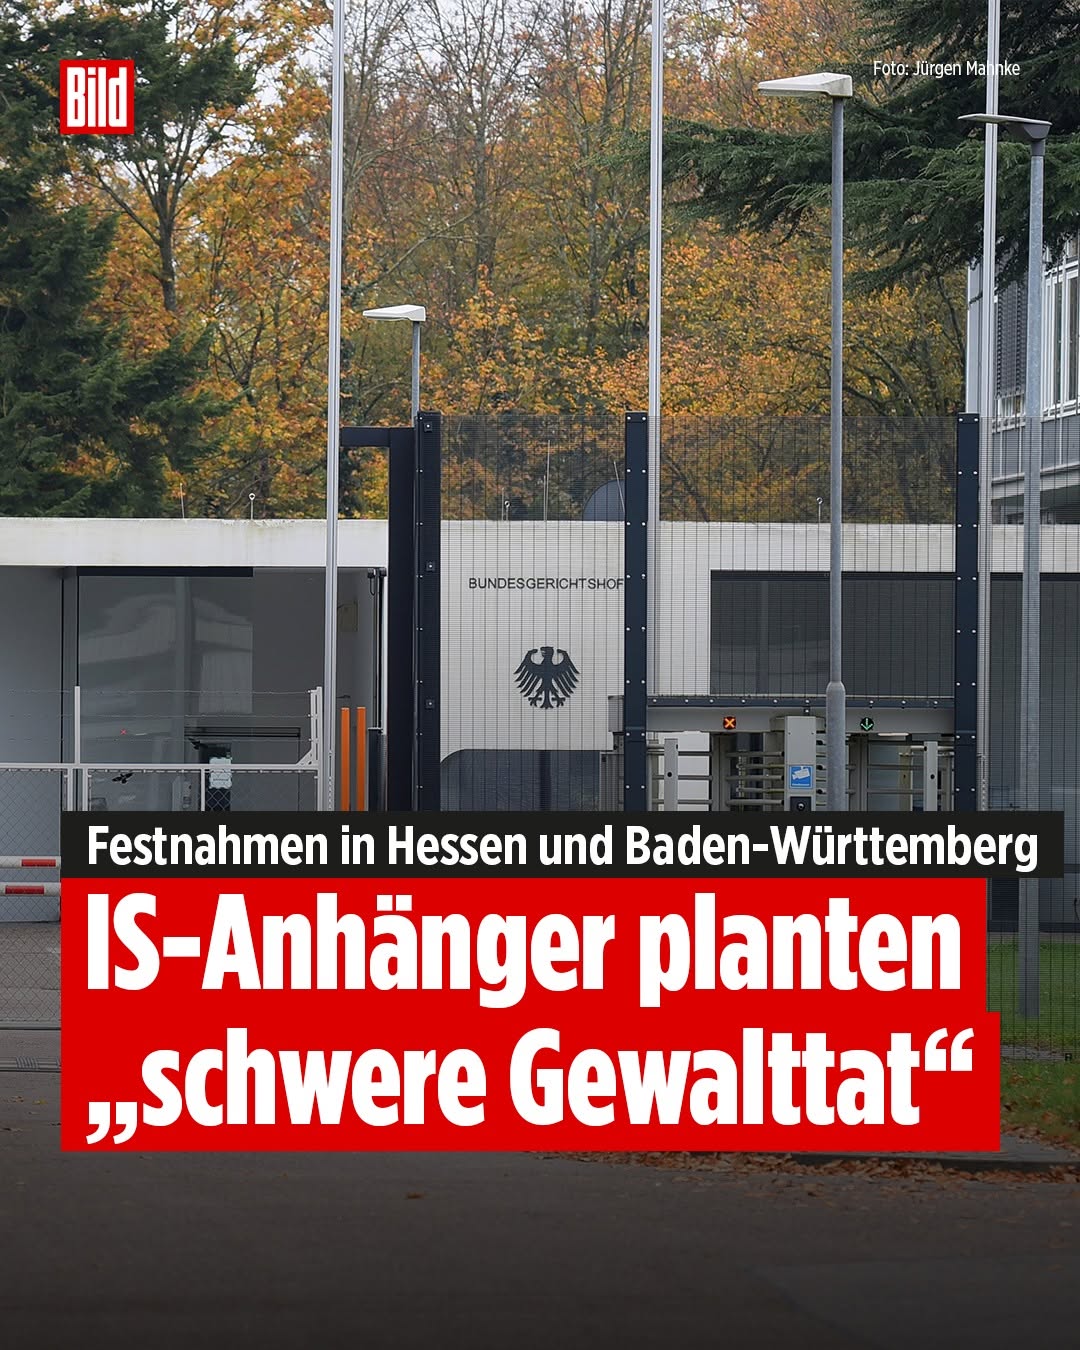 Bild
Foto: Jürgen Mahnke
BUNDESGERICHTSHOF
Festnahmen in Hessen und Baden-Württemberg
IS-Anhänger planten
„schwere Gewalttat“